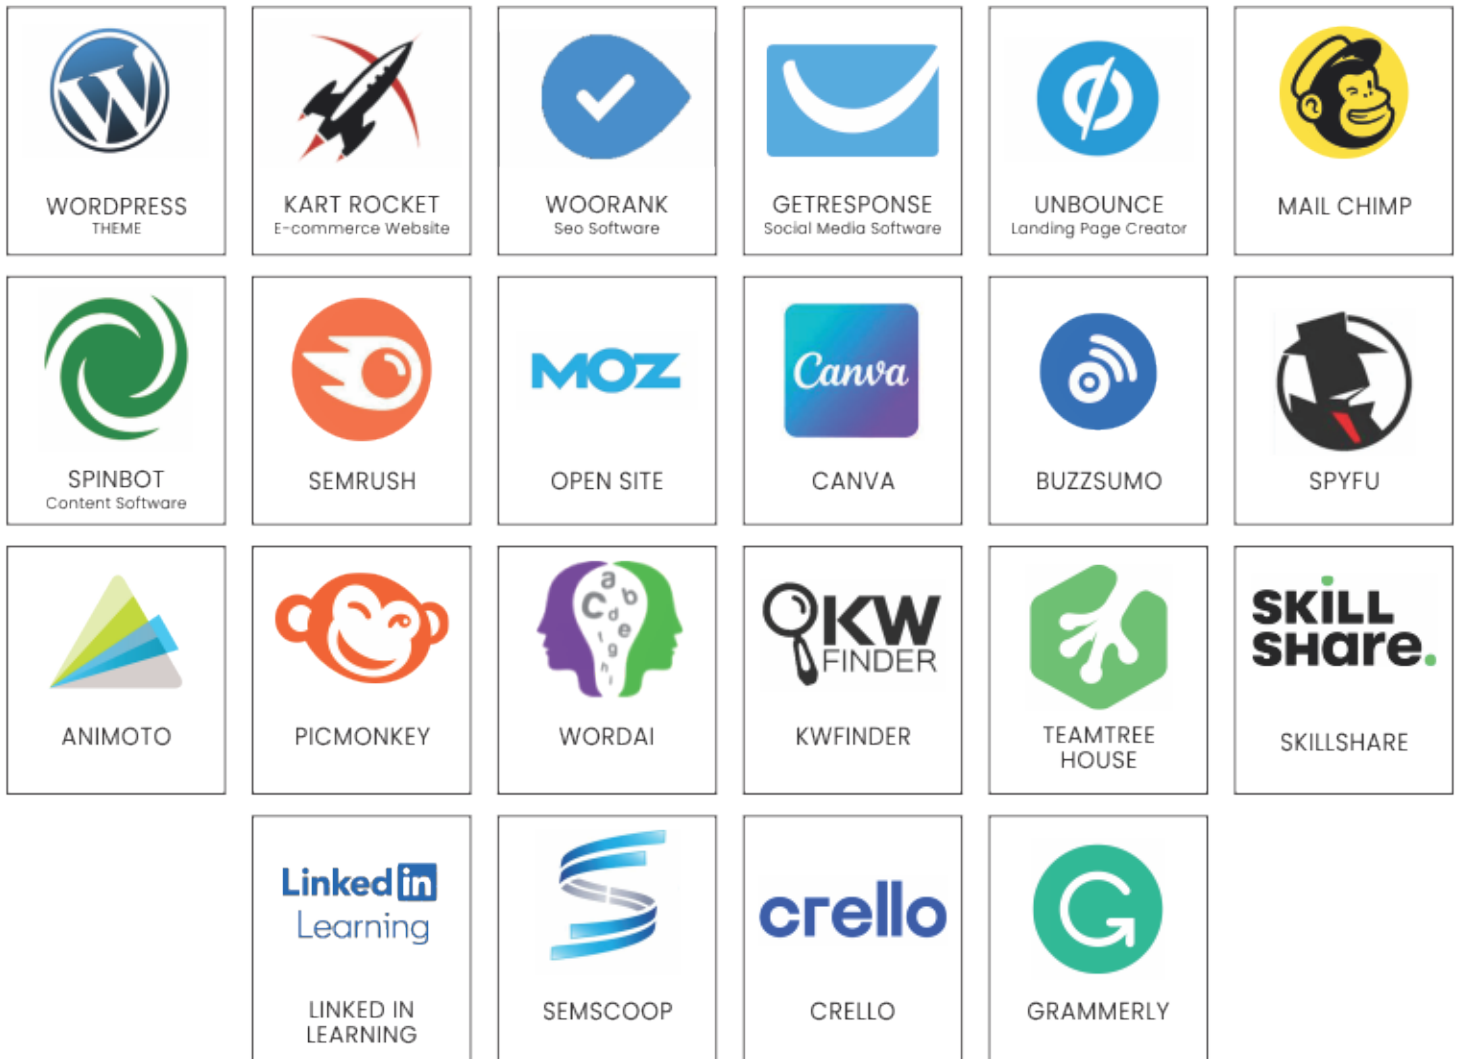 WORDPRESS
THEME
KART ROCKET
E-commerce Website
WOORANK
Seo Software
GETRESPONSE
Social Media Software
UNBOUNCE
Landing Page Creator
MAIL CHIMP
SPINBOT
Content Software
SEMRUSH
MOZ
OPEN SITE
Canva
CANVA
BUZZSUMO
SPYFU
ANIMOTO
PICMONKEY
a
b
C
d
e
i
g
h
i
WORDAI
KW
FINDER
KWFINDER
TEAMTREE
HOUSE
SKiLL
SHare.
SKILLSHARE
Linked in
Learning
LINKED IN
LEARNING
SEMSCOOP
crello
CRELLO
G
GRAMMERLY